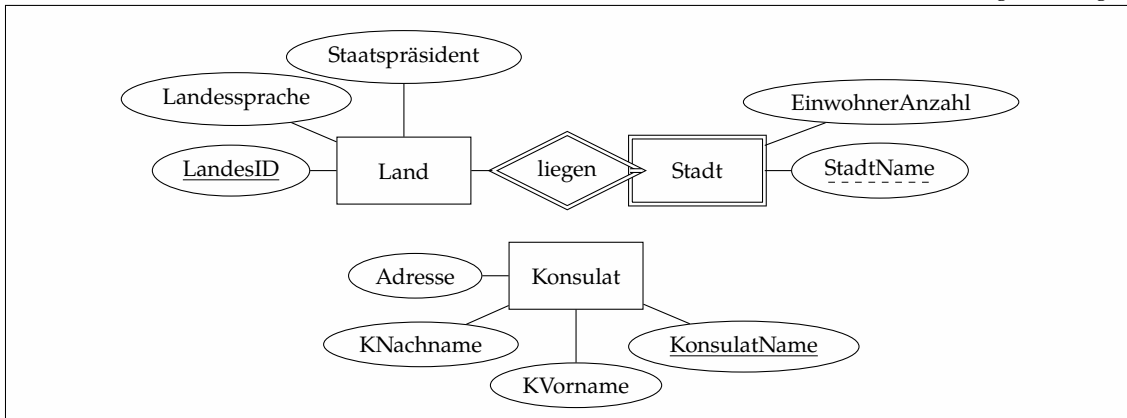 Staatspräsident
Landessprache
EinwohnerAnzahl
LandesID
Land
liegen
Stadt
StadtName
Adresse
Konsulat
KNachname
KonsulatName
KVorname